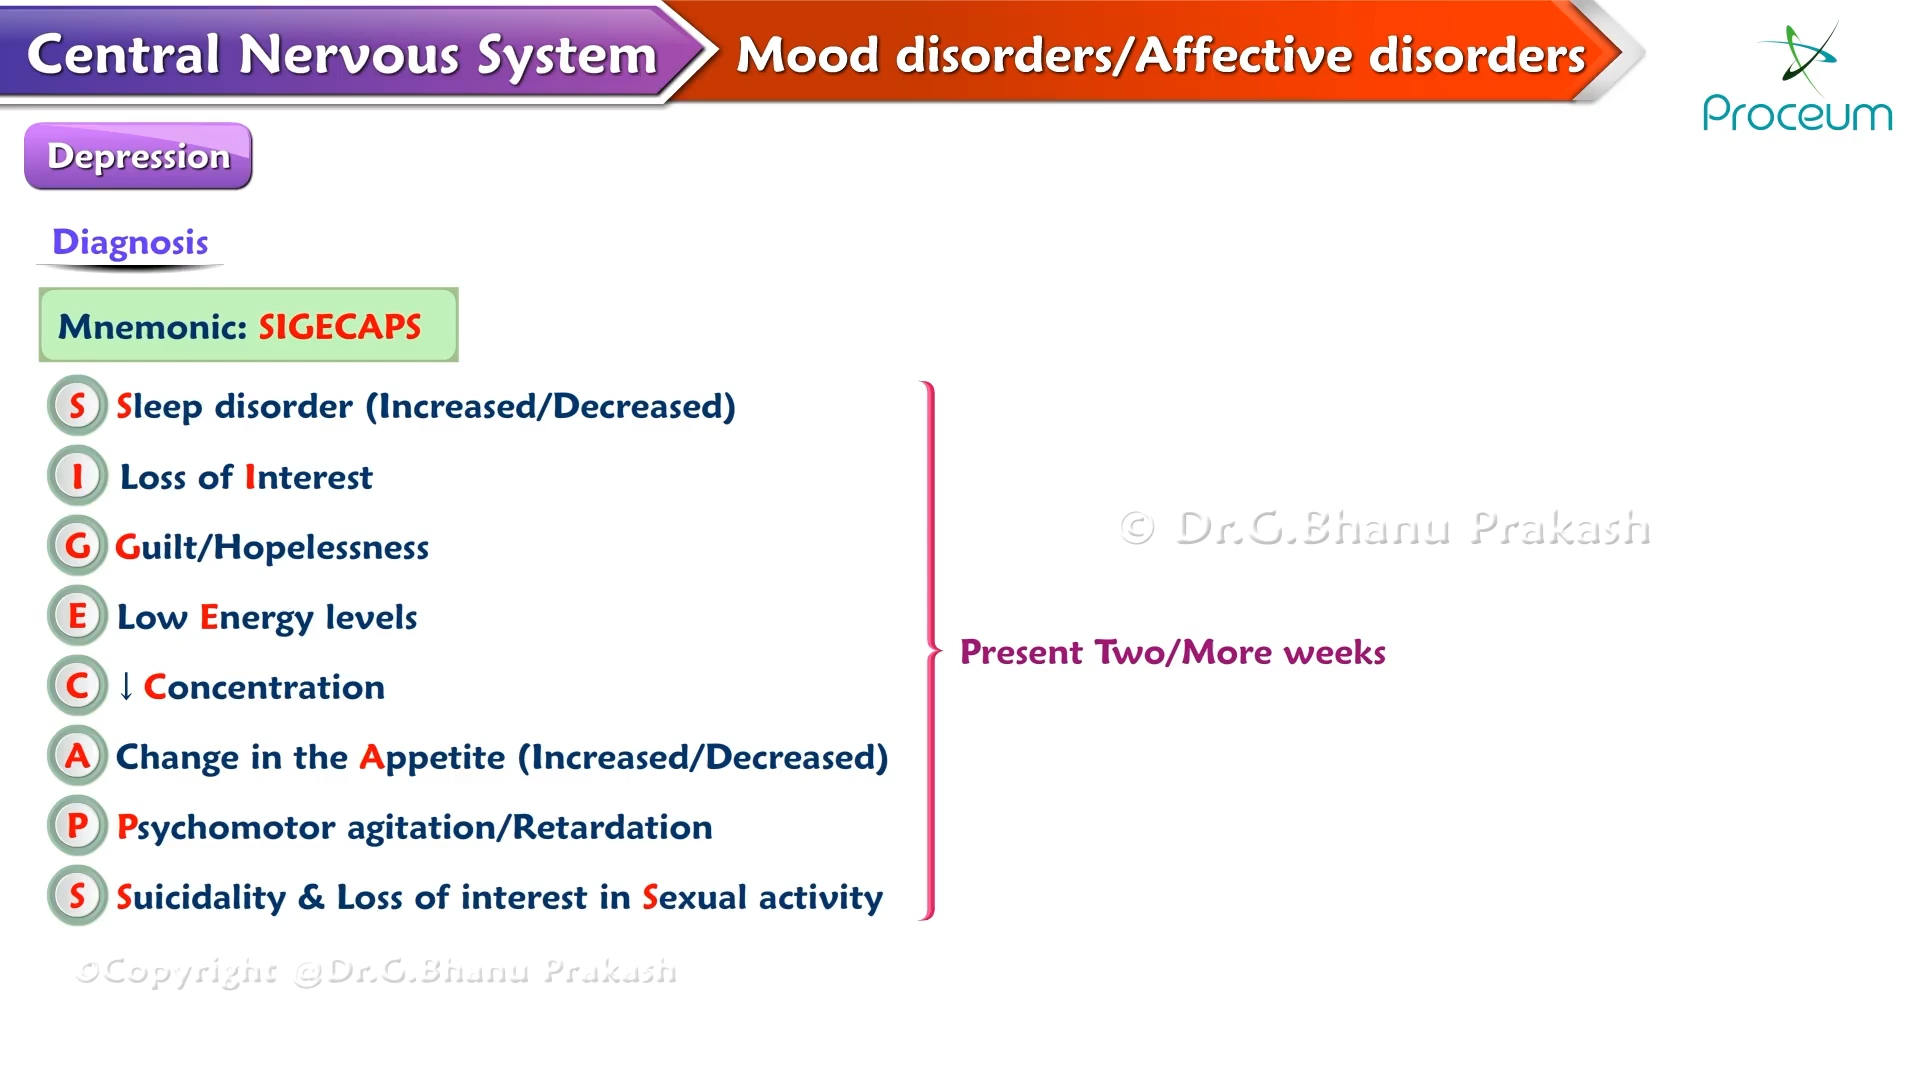 Central Nervous System
Mood disorders/Affective disorders
Proceum
Depression
Diagnosis
Mnemonic: SIGECAPS
S Sleep disorder (Increased/Decreased)
I Loss of Interest
G Guilt/Hopelessness
E Low Energy levels
C ↓ Concentration
A Change in the Appetite (Increased/Decreased)
P Psychomotor agitation/Retardation
S Suicidality & Loss of interest in Sexual activity
Present Two/More weeks
© Dr.G.Bhanu Prakash
©Copyright @Dr.G.Bhanu Prakash